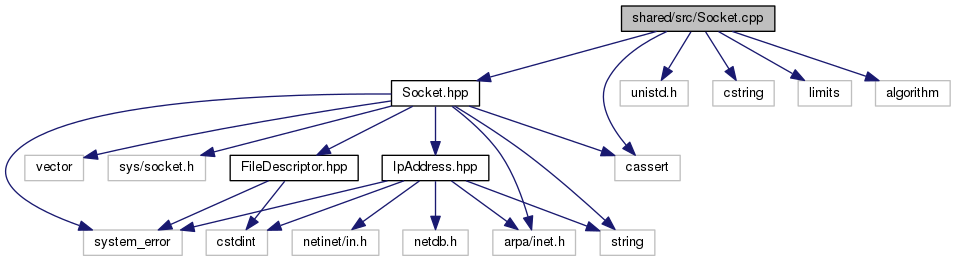 shared/src/Socket.cpp
Socket.hpp
unistd.h
cstring
limits
algorithm
vector
sys/socket.h
FileDescriptor.hpp
IpAddress.hpp
cassert
system_error
cstdint
netinet/in.h
netdb.h
arpa/inet.h
string